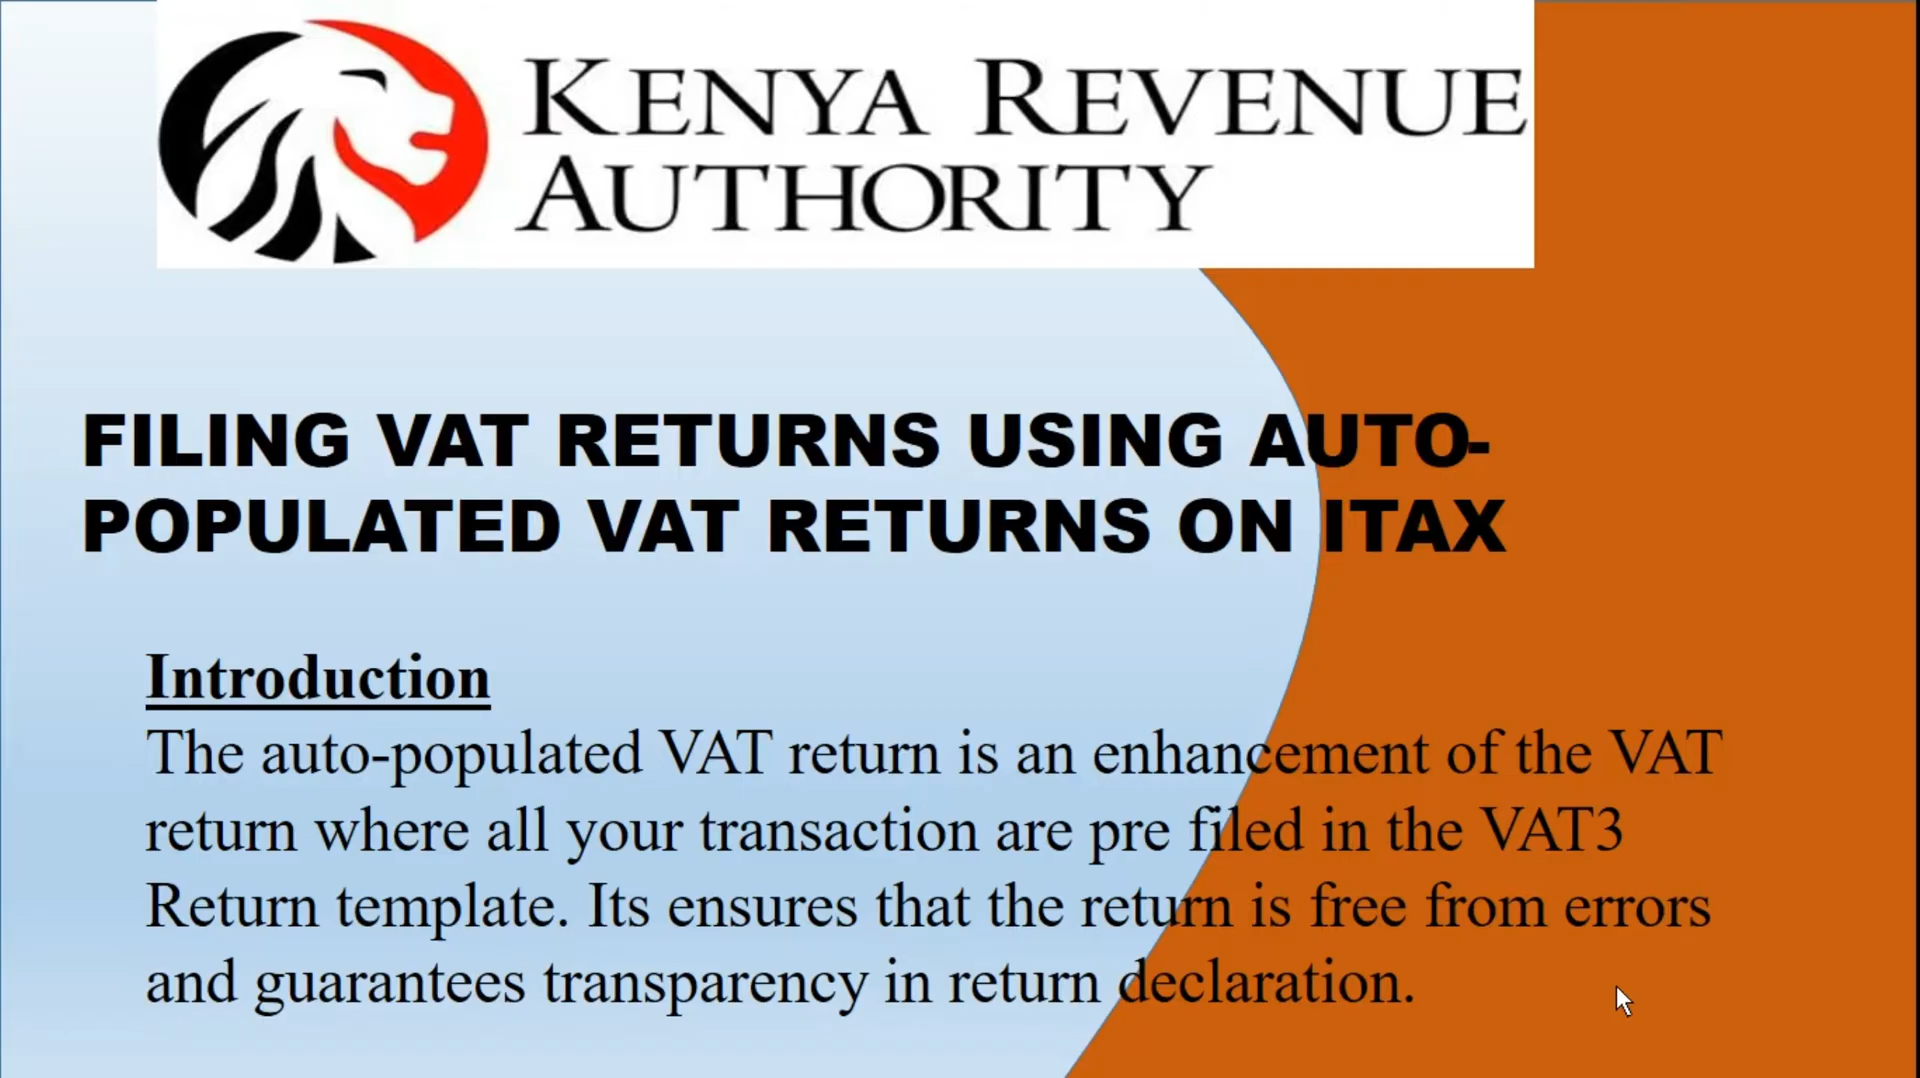 KENYA REVENUE
AUTHORITY
FILING VAT RETURNS USING AUTO-
POPULATED VAT RETURNS ON ITAX
Introduction
The auto-populated VAT return is an enhancement of the VAT
return where all your transaction are pre filed in the VAT3
Return template. Its ensures that the return is free from errors
and guarantees transparency in return declaration.